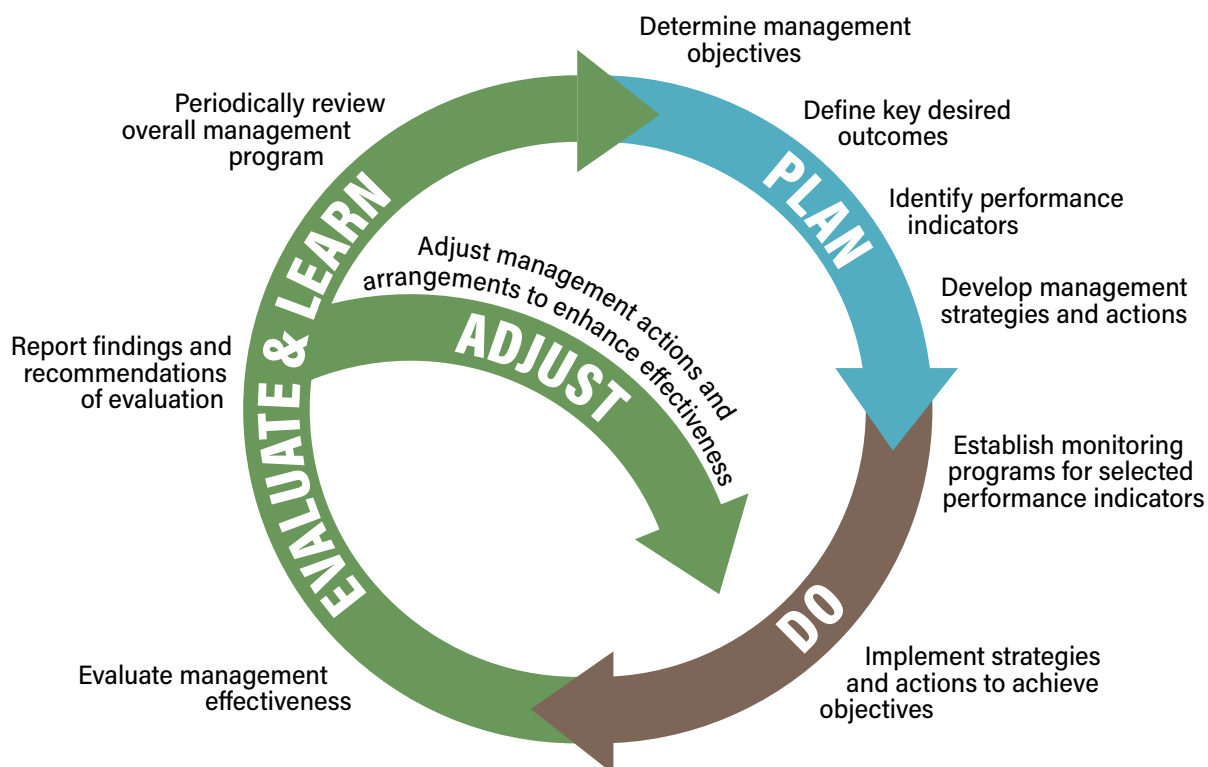 Determine management
objectives
Define key desired
outcomes
PLAN
Identify performance
indicators
Develop management
strategies and actions
Establish monitoring
programs for selected
performance indicators
DO
Implement strategies
and actions to achieve
objectives
Evaluate management
effectiveness
EVALUATE & LEARN
Report findings and
recommendations
of evaluation
Periodically review
overall management
program
Adjust management actions and
arrangements to enhance effectiveness
ADJUST